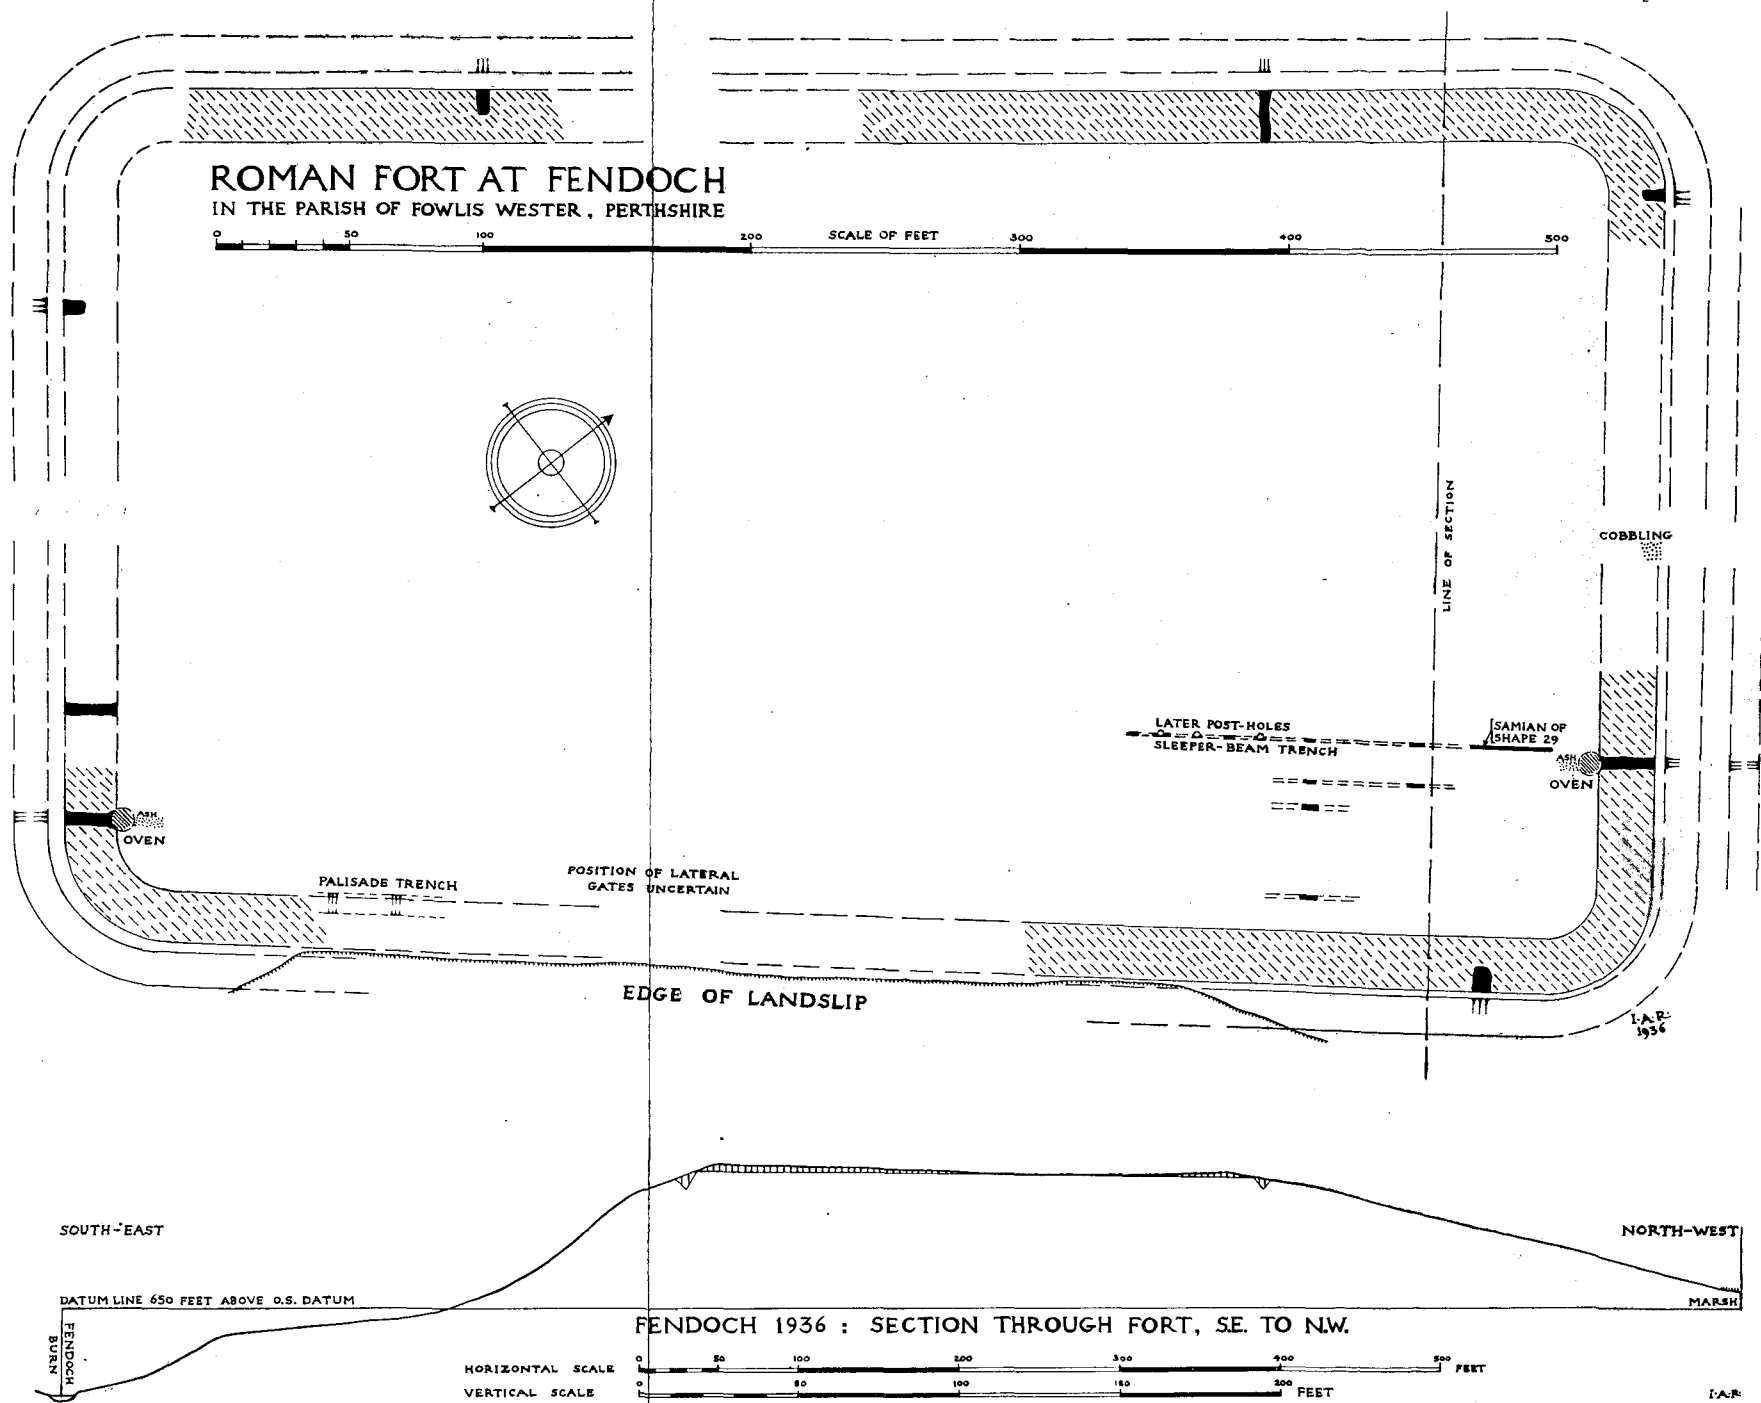 ROMAN FORT AT FENDOCH
IN THE PARISH OF FOWLIS WESTER, PERTHSHIRE
0 50 100 200 SCALE OF FEET 300 400 500
LINE OF SECTION
COBBLING
LATER POST-HOLES
SLEEPER-BEAM TRENCH
SAMIAN OF
SHAPE 29
ASH
OVEN
ASH
OVEN
PALISADE TRENCH
POSITION OF LATERAL
GATES UNCERTAIN
EDGE OF LANDSLIP
I.A.R.
1936
SOUTH-EAST
NORTH-WEST
DATUM LINE 650 FEET ABOVE O.S. DATUM
MARSH
FENDOCH
BURN
FENDOCH 1936 : SECTION THROUGH FORT, S.E. TO N.W.
HORIZONTAL SCALE 0 50 100 200 300 400 500 FEET
VERTICAL SCALE 0 50 100 150 200 FEET
I.A.R.